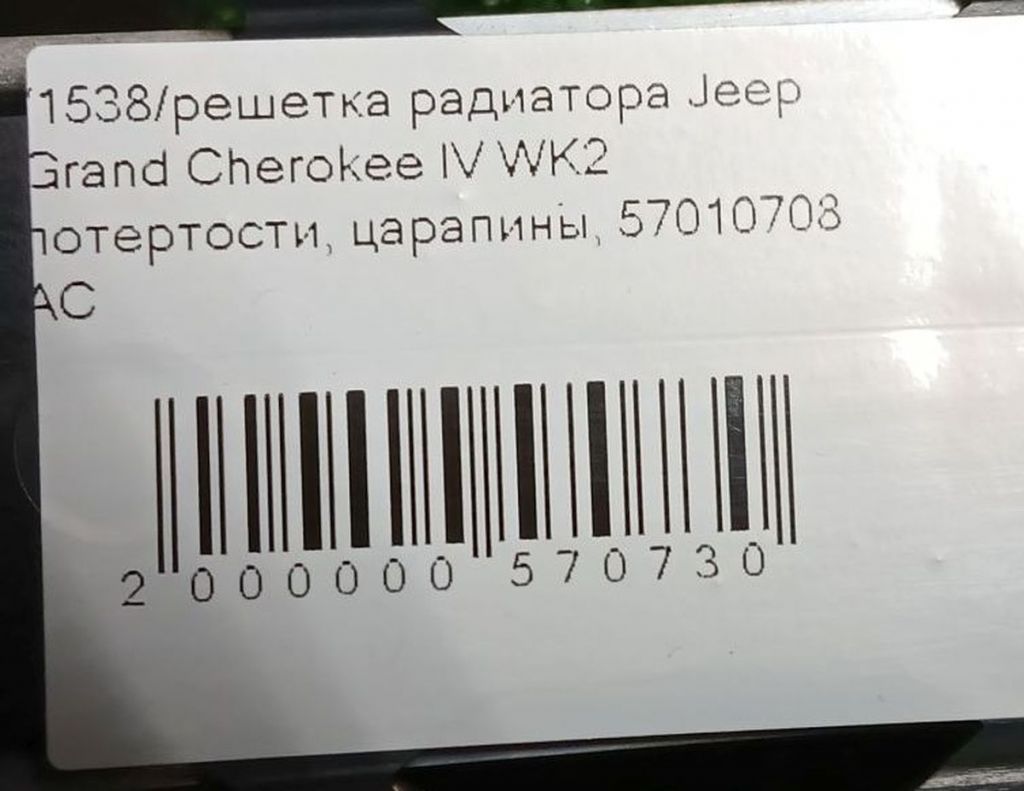 1538/решетка радиатора Jeep
Grand Cherokee IV WK2
потертости, царапины, 57010708
AC
2 000000 570730